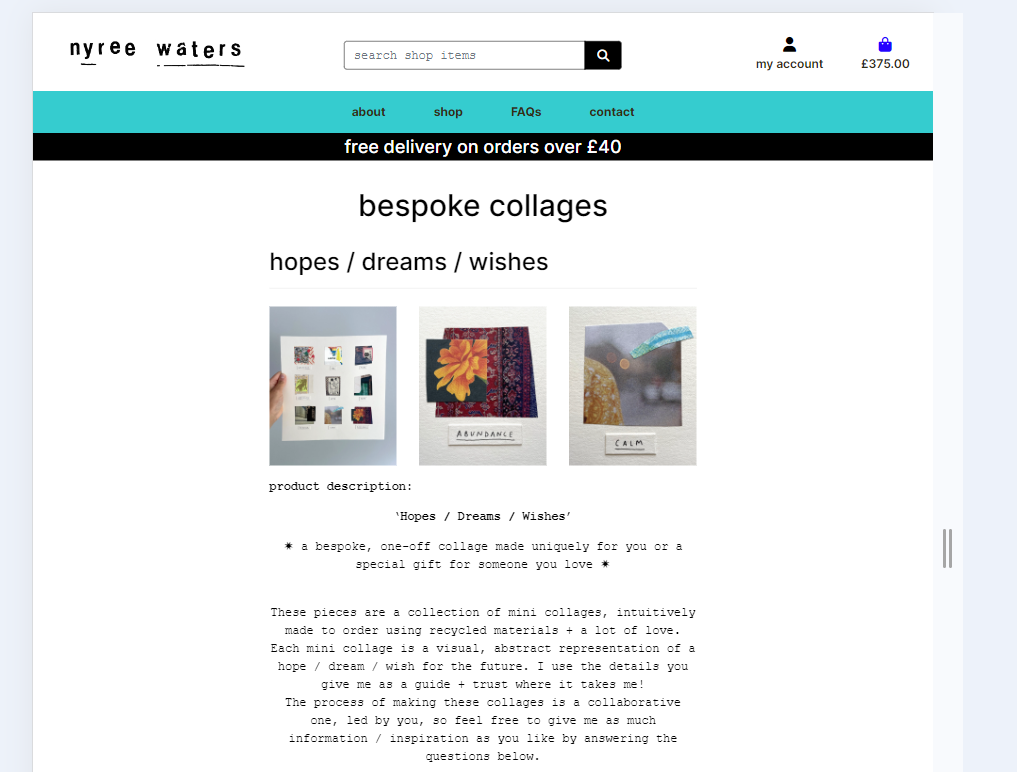 nyree waters
search shop items
my account
£375.00
about shop FAQs contact
free delivery on orders over £40
bespoke collages
hopes / dreams / wishes
ABUNDANCE
CALM
product description:
‘Hopes / Dreams / Wishes’
✷ a bespoke, one-off collage made uniquely for you or a
special gift for someone you love ✷
These pieces are a collection of mini collages, intuitively
made to order using recycled materials + a lot of love.
Each mini collage is a visual, abstract representation of a
hope / dream / wish for the future. I use the details you
give me as a guide + trust where it takes me!
The process of making these collages is a collaborative
one, led by you, so feel free to give me as much
information / inspiration as you like by answering the
questions below.